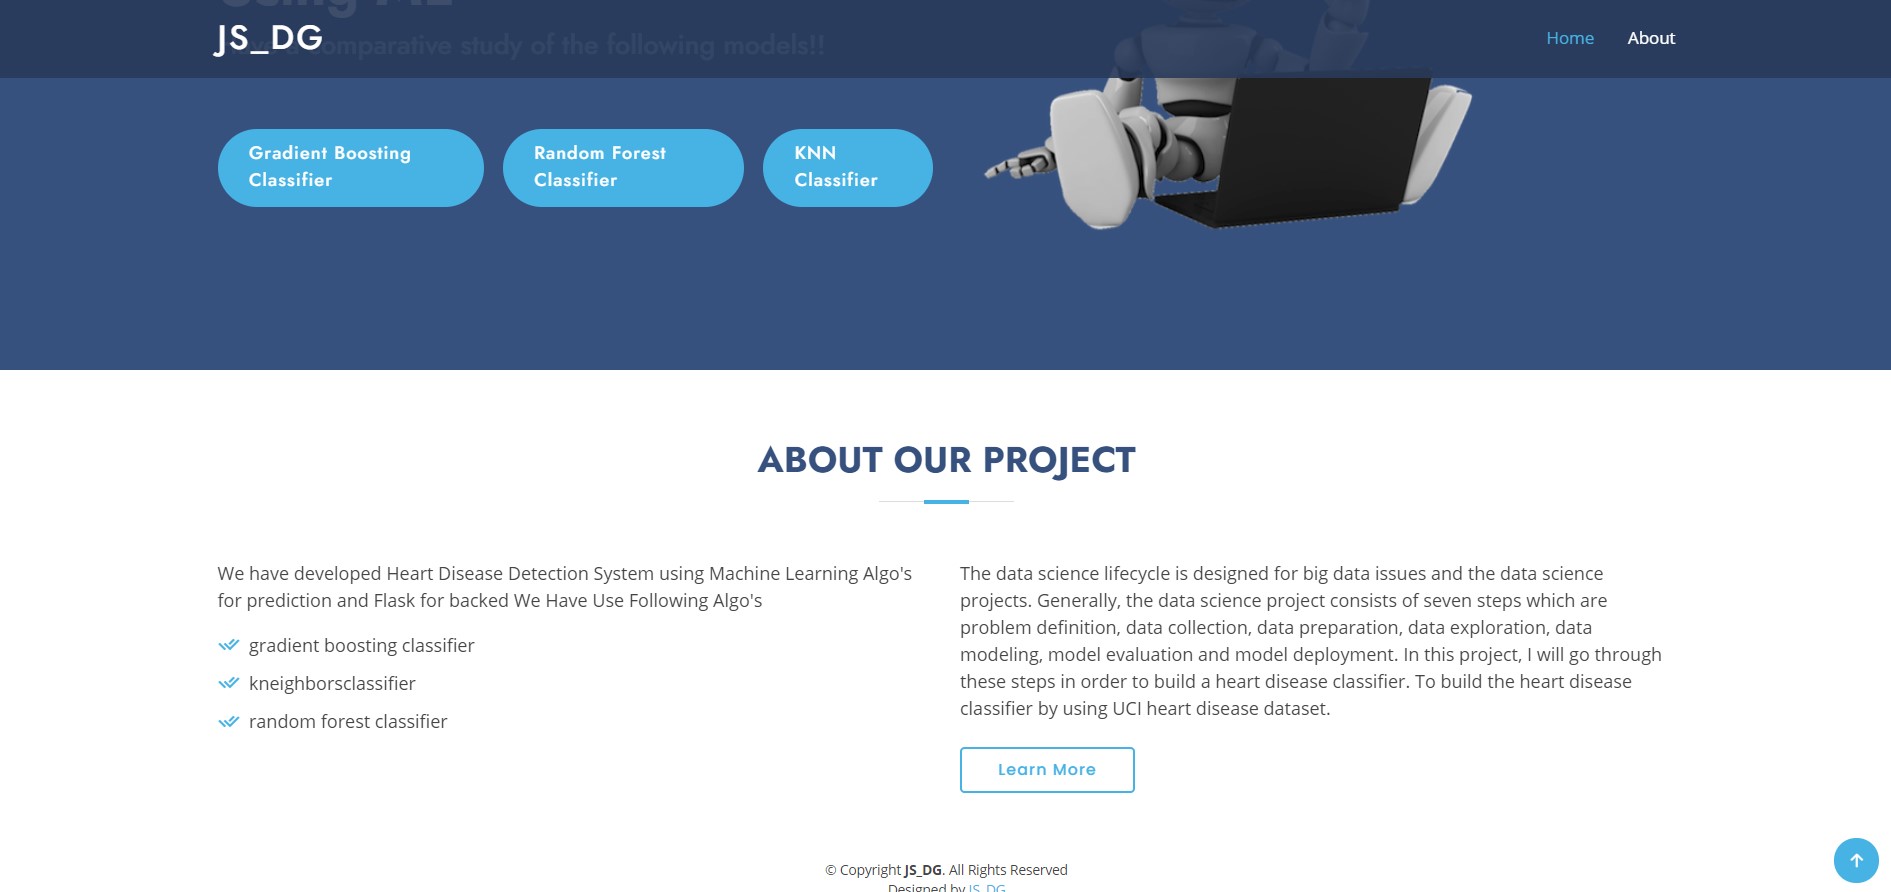 Using ML
JS_DG
comparative study of the following models!!
Home
About
Gradient Boosting
Classifier
Random Forest
Classifier
KNN
Classifier
ABOUT OUR PROJECT
We have developed Heart Disease Detection System using Machine Learning Algo's
for prediction and Flask for backed We Have Use Following Algo's
gradient boosting classifier
kneighborsclassifier
random forest classifier
The data science lifecycle is designed for big data issues and the data science
projects. Generally, the data science project consists of seven steps which are
problem definition, data collection, data preparation, data exploration, data
modeling, model evaluation and model deployment. In this project, I will go through
these steps in order to build a heart disease classifier. To build the heart disease
classifier by using UCI heart disease dataset.
Learn More
© Copyright JS_DG. All Rights Reserved
Designed by JS_DG